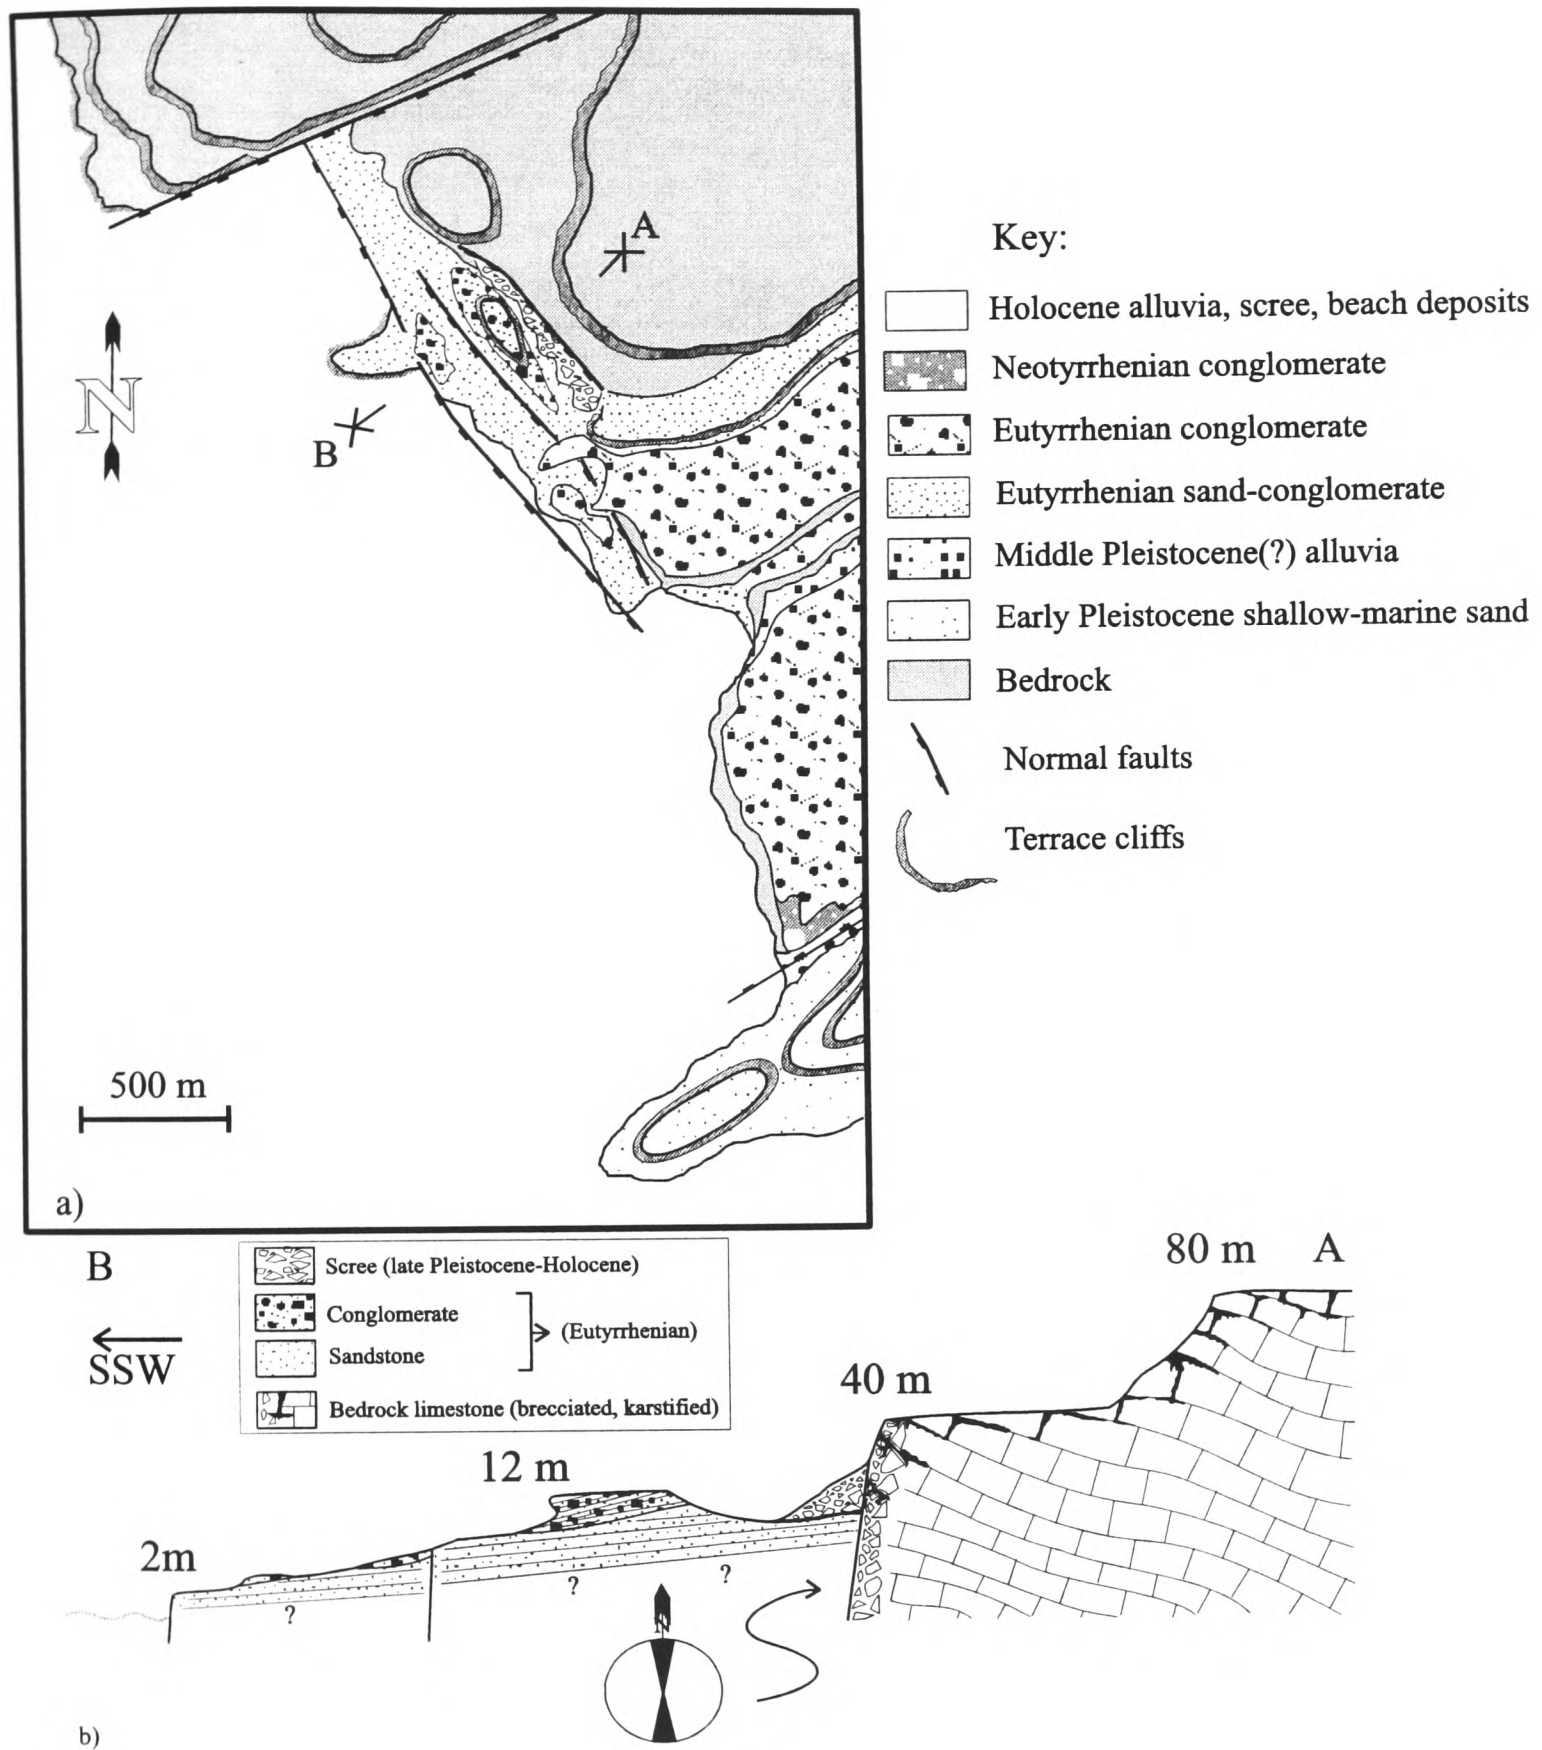 A
N
B
500 m
a)
Key:
Holocene alluvia, scree, beach deposits
Neotyrrhenian conglomerate
Eutyrrhenian conglomerate
Eutyrrhenian sand-conglomerate
Middle Pleistocene(?) alluvia
Early Pleistocene shallow-marine sand
Bedrock
Normal faults
Terrace cliffs
B
SSW
Scree (late Pleistocene-Holocene)
Conglomerate
(Eutyrrhenian)
Sandstone
Bedrock limestone (brecciated, karstified)
80 m A
40 m
12 m
2m
?
?
?
N
b)